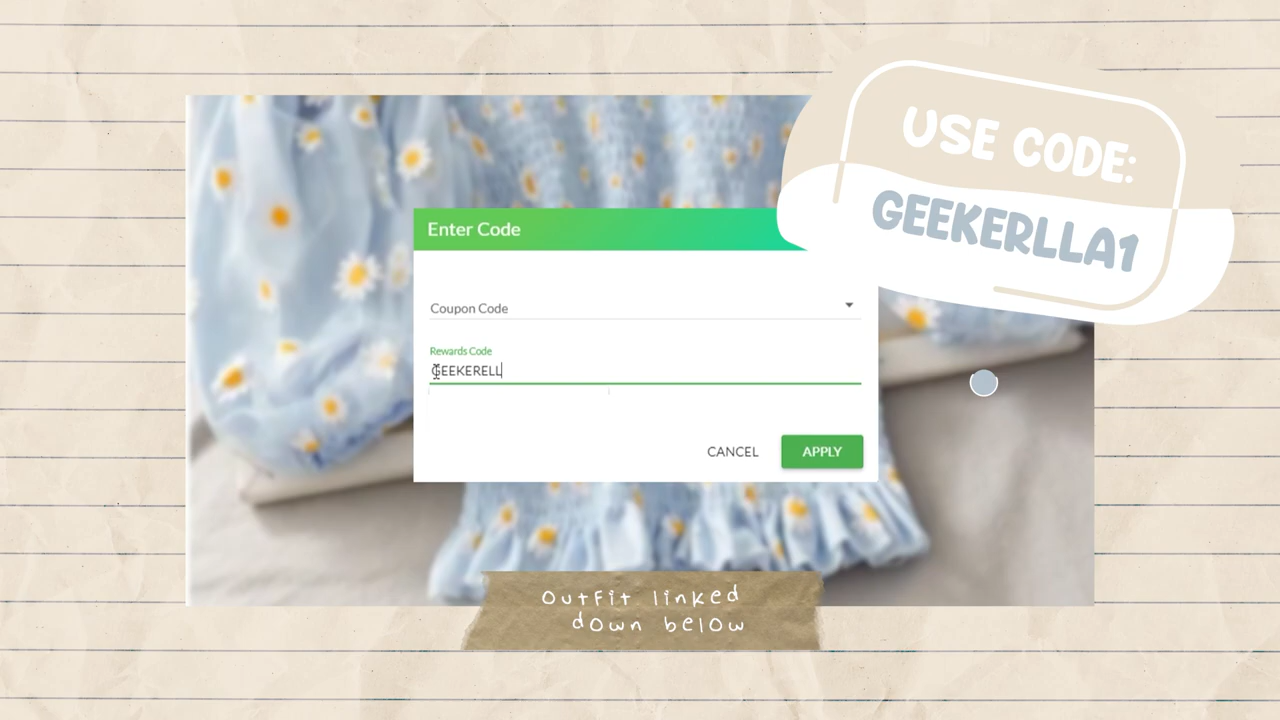 USE CODE:
GEEKERLLA1
Enter Code
Coupon Code
Rewards Code
GEEKERELL
CANCEL
APPLY
outfit linked
down below